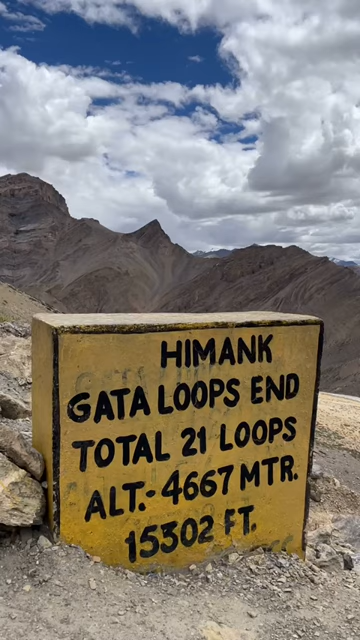 HIMANK
GATA LOOPS END
TOTAL 21 LOOPS
ALT.- 4667 MTR.
15302 FT.